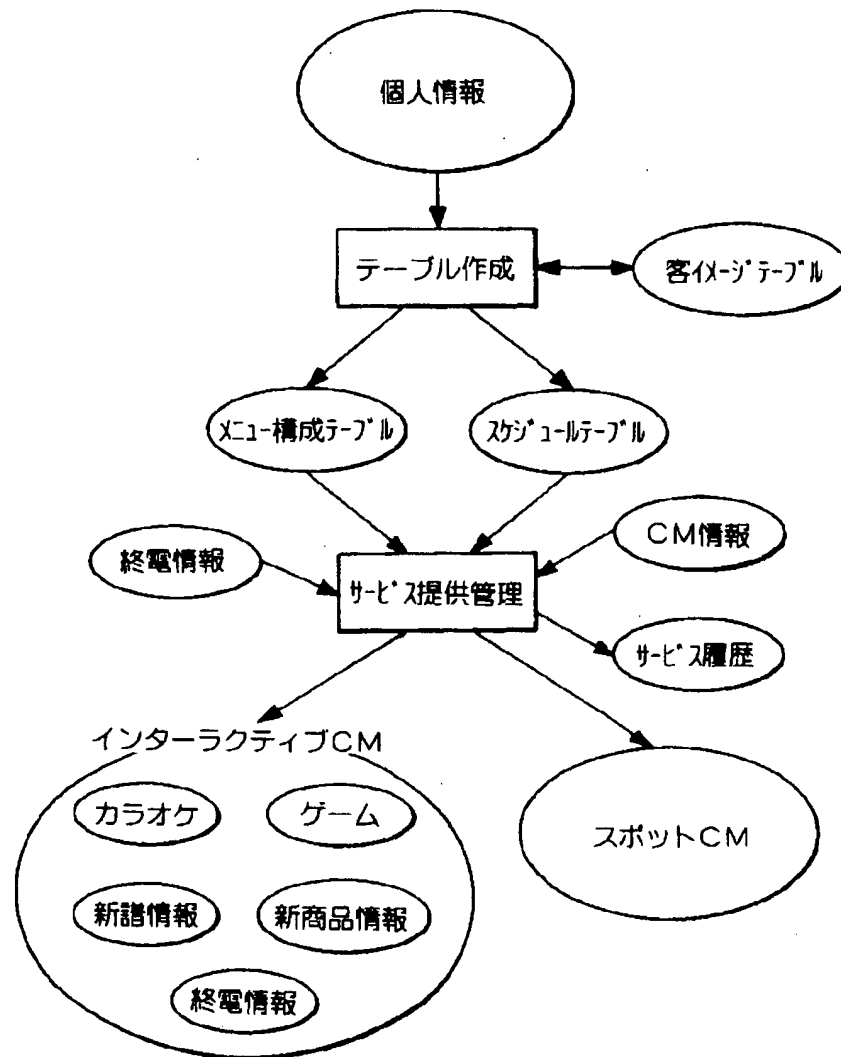 個人情報
テーブル作成
客イメージテーブル
メニュー構成テーブル
スケジュールテーブル
終電情報
CM情報
サービス提供管理
サービス履歴
インターラクティブCM
カラオケ
ゲーム
スポットCM
新譜情報
新商品情報
終電情報